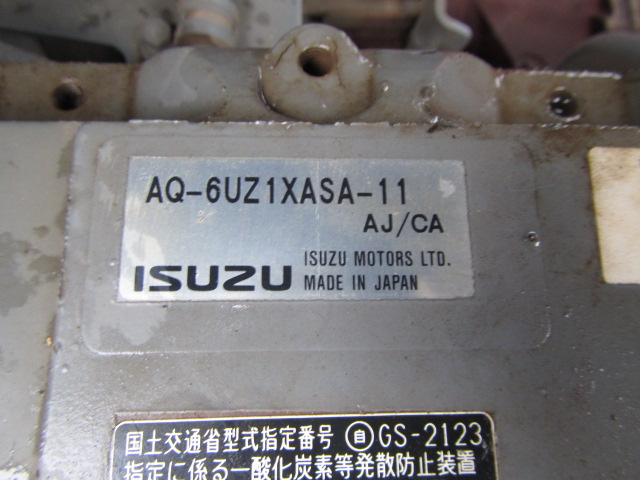 AQ-6UZ1XASA-11
AJ/CA
ISUZU MOTORS LTD.
ISUZU MADE IN JAPAN
国土交通省型式指定番号 ㊞GS-2123
指定に係る一酸化炭素等発散防止装置